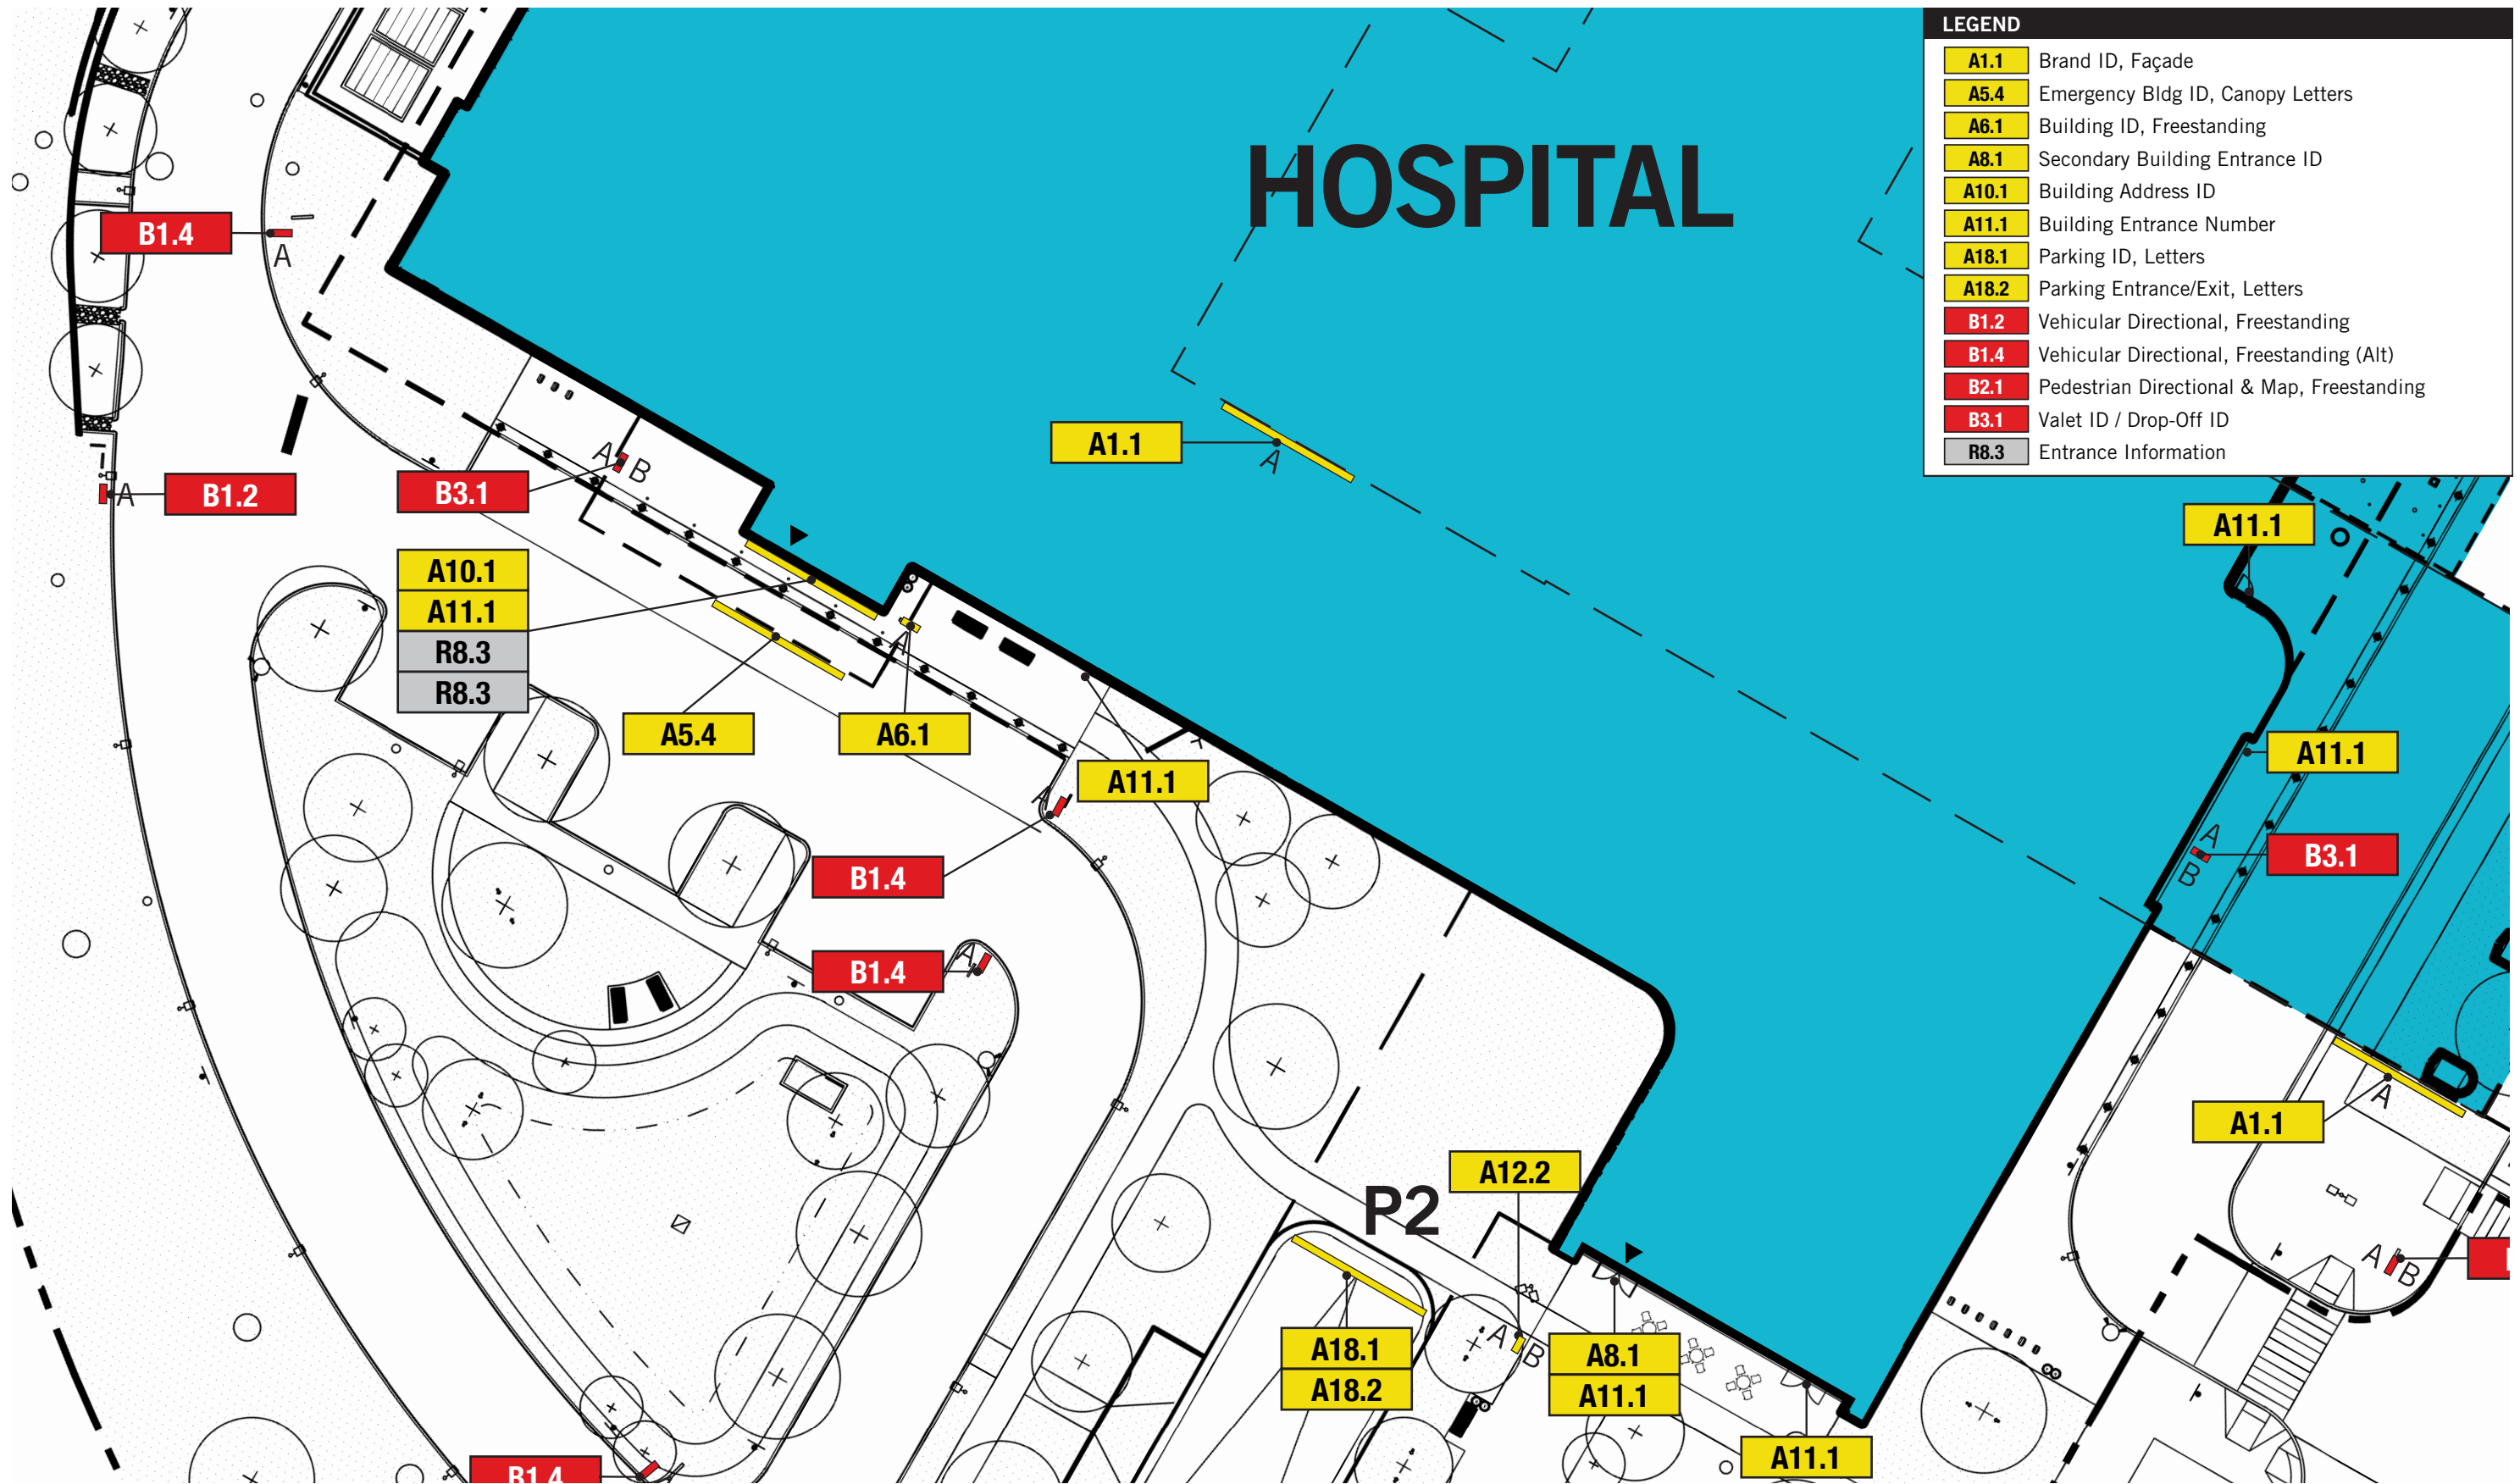 LEGEND
A1.1 Brand ID, Façade
A5.4 Emergency Bldg ID, Canopy Letters
A6.1 Building ID, Freestanding
A8.1 Secondary Building Entrance ID
A10.1 Building Address ID
A11.1 Building Entrance Number
A18.1 Parking ID, Letters
A18.2 Parking Entrance/Exit, Letters
B1.2 Vehicular Directional, Freestanding
B1.4 Vehicular Directional, Freestanding (Alt)
B2.1 Pedestrian Directional & Map, Freestanding
B3.1 Valet ID / Drop-Off ID
R8.3 Entrance Information
HOSPITAL
B1.4
A
A1.1
A
A B
B3.1
B1.2
A
A11.1
A10.1
A11.1
R8.3
R8.3
A
A5.4
A6.1
A11.1
A11.1
A
B1.4
A
B3.1
B
B1.4
A
A1.1
A
A12.2
P2
A B
A18.1
A18.2
A B
A8.1
A11.1
A11.1
B1.4